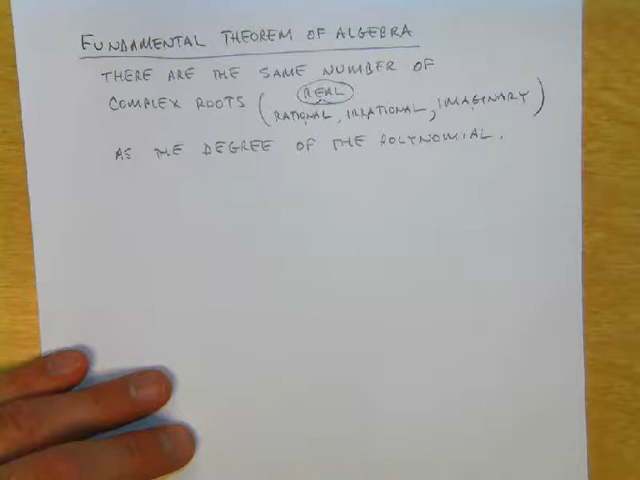 FUNDAMENTAL THEOREM OF ALGEBRA
THERE ARE THE SAME NUMBER OF
REAL
COMPLEX ROOTS (RATIONAL, IRRATIONAL, IMAGINARY)
AS THE DEGREE OF THE POLYNOMIAL.